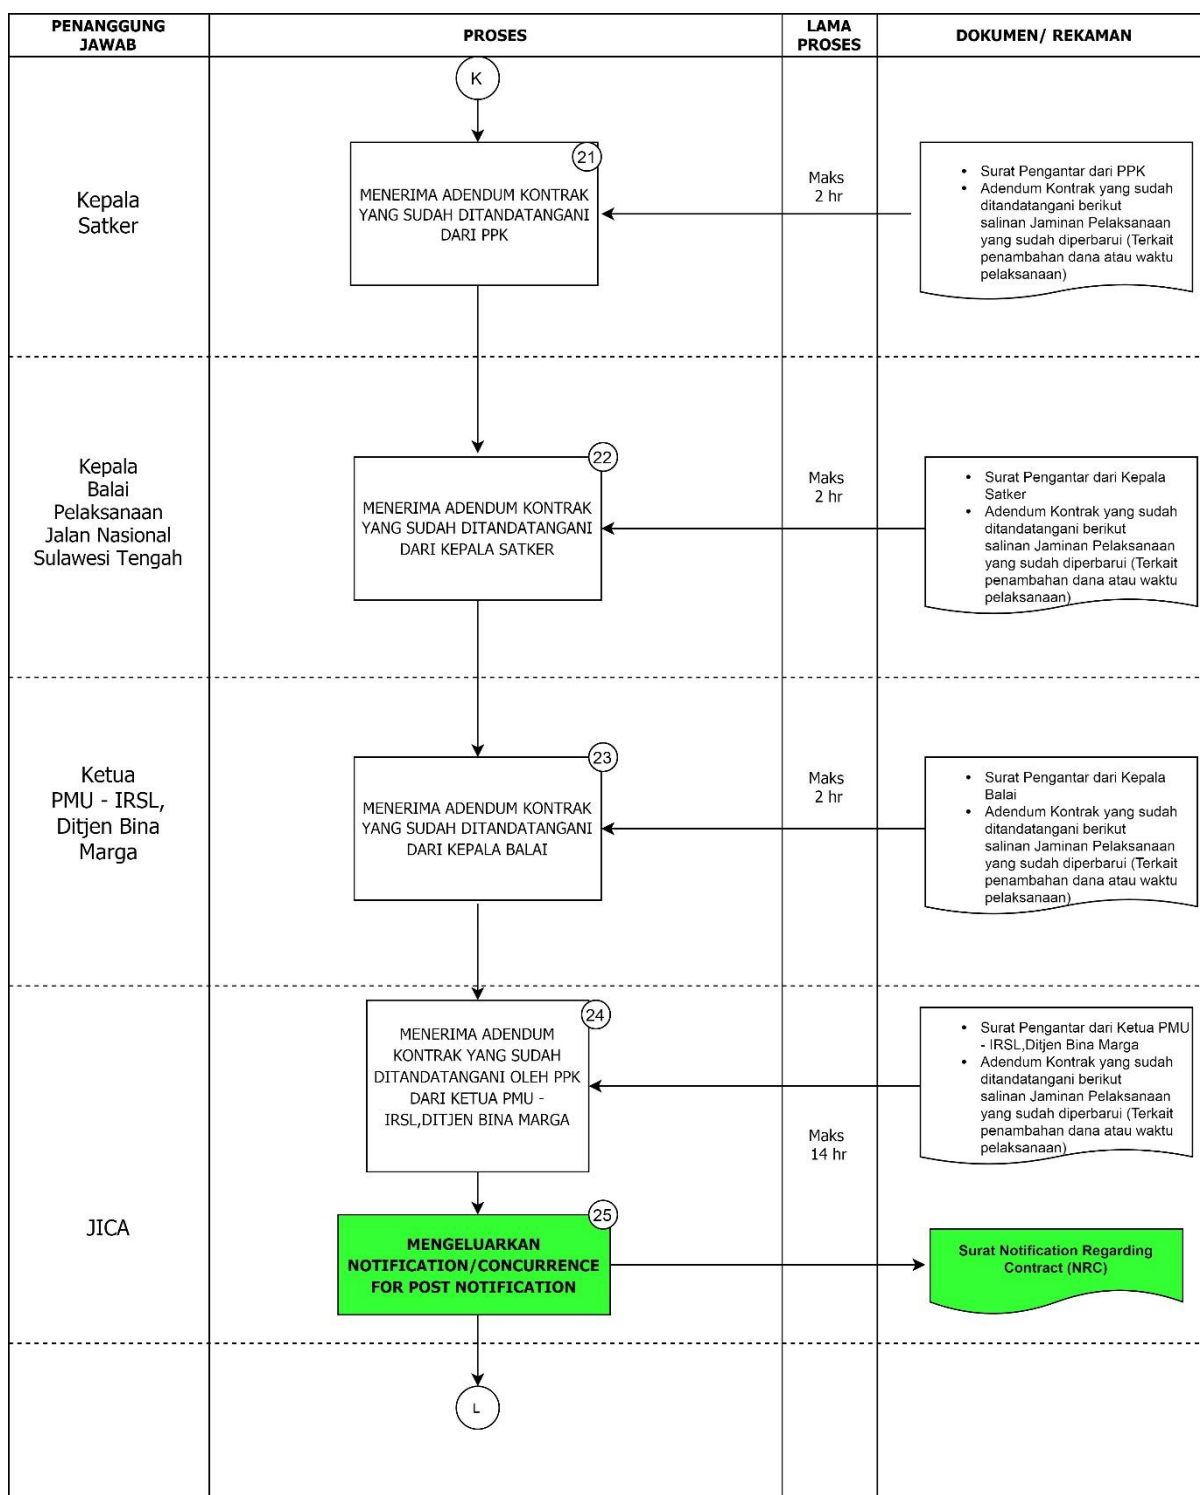 PENANGGUNG
JAWAB
PROSES
LAMA
PROSES
DOKUMEN/ REKAMAN
K
Kepala
Satker
21
MENERIMA ADENDUM KONTRAK
YANG SUDAH DITANDATANGANI
DARI PPK
Maks
2 hr
• Surat Pengantar dari PPK
• Adendum Kontrak yang sudah
ditandatangani berikut
salinan Jaminan Pelaksanaan
yang sudah diperbarui (Terkait
penambahan dana atau waktu
pelaksanaan)
Kepala
Balai
Pelaksanaan
Jalan Nasional
Sulawesi Tengah
22
MENERIMA ADENDUM KONTRAK
YANG SUDAH DITANDATANGANI
DARI KEPALA SATKER
Maks
2 hr
• Surat Pengantar dari Kepala
Satker
• Adendum Kontrak yang sudah
ditandatangani berikut
salinan Jaminan Pelaksanaan
yang sudah diperbarui (Terkait
penambahan dana atau waktu
pelaksanaan)
Ketua
PMU - IRSL,
Ditjen Bina
Marga
23
MENERIMA ADENDUM KONTRAK
YANG SUDAH DITANDATANGANI
DARI KEPALA BALAI
Maks
2 hr
• Surat Pengantar dari Kepala
Balai
• Adendum Kontrak yang sudah
ditandatangani berikut
salinan Jaminan Pelaksanaan
yang sudah diperbarui (Terkait
penambahan dana atau waktu
pelaksanaan)
JICA
24
MENERIMA ADENDUM
KONTRAK YANG SUDAH
DITANDATANGANI OLEH PPK
DARI KETUA PMU -
IRSL,DITJEN BINA MARGA
Maks
14 hr
• Surat Pengantar dari Ketua PMU
- IRSL,Ditjen Bina Marga
• Adendum Kontrak yang sudah
ditandatangani berikut
salinan Jaminan Pelaksanaan
yang sudah diperbarui (Terkait
penambahan dana atau waktu
pelaksanaan)
25
MENGELUARKAN
NOTIFICATION/CONCURRENCE
FOR POST NOTIFICATION
Surat Notification Regarding
Contract (NRC)
L